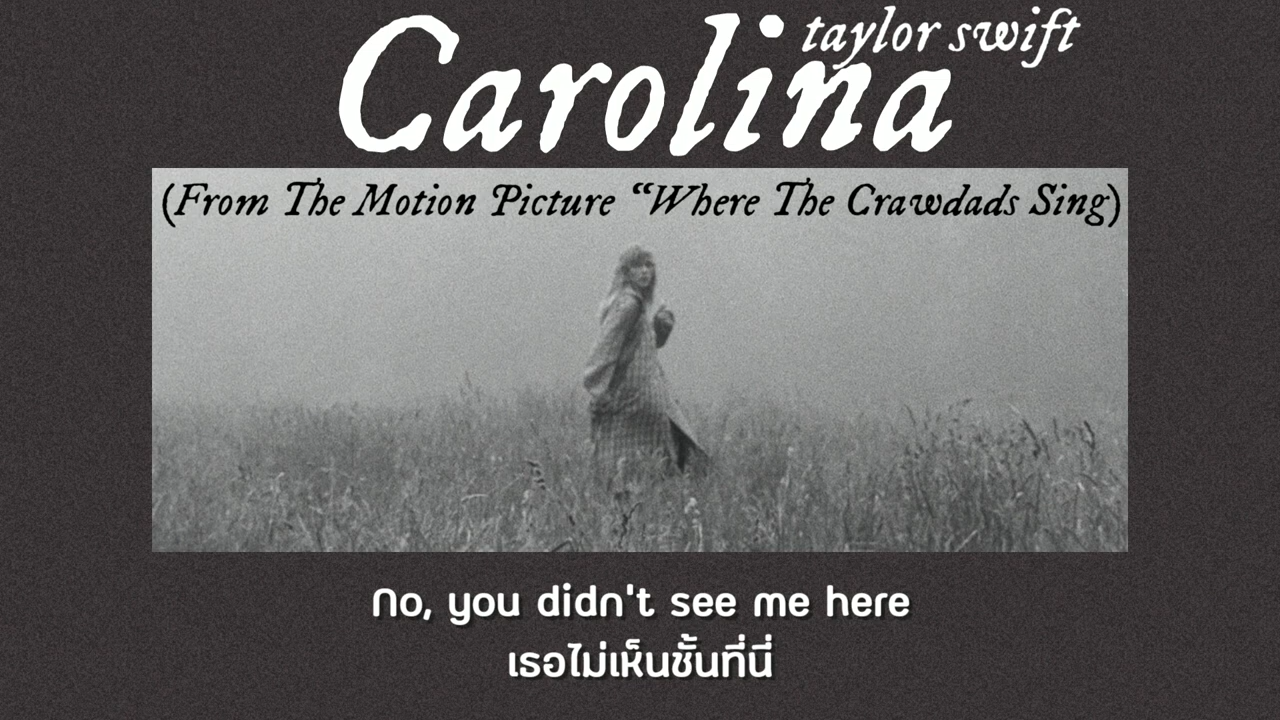 taylor swift
Carolina
(From The Motion Picture “Where The Crawdads Sing)
No, you didn't see me here
เธอไม่เห็นชั้นที่นี่